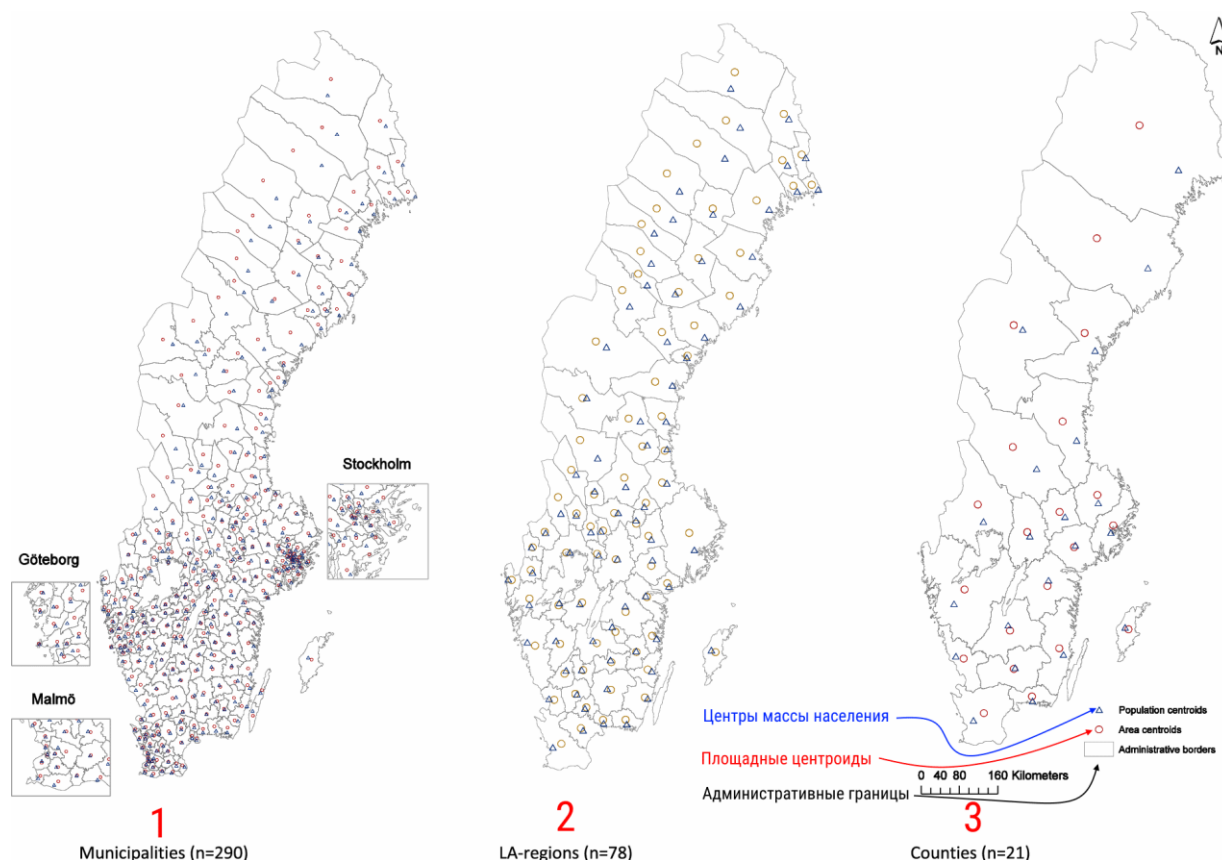 N
Stockholm
Göteborg
Malmö
Центры массы населения
Площадные центроиды
Административные границы
Population centroids
Area centroids
Administrative borders
0 40 80 160 Kilometers
1
2
3
Municipalities (n=290)
LA-regions (n=78)
Counties (n=21)